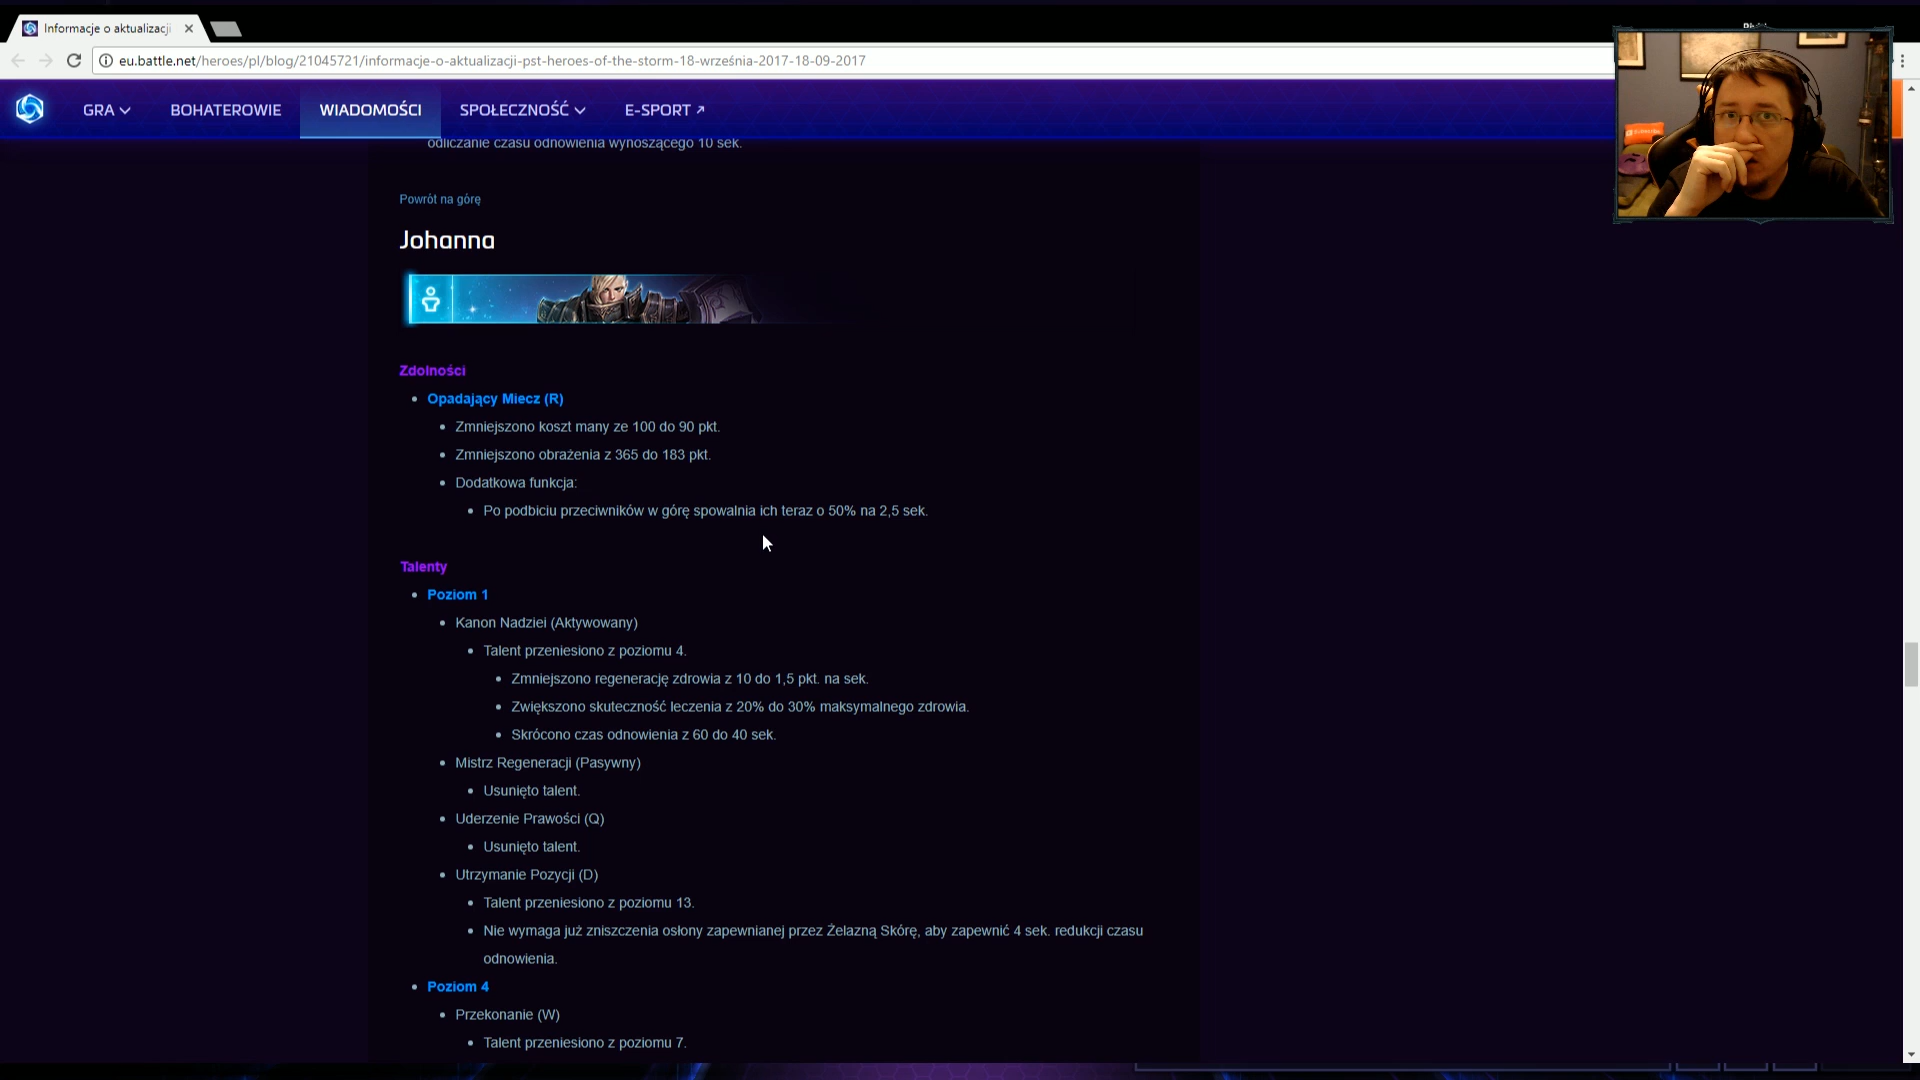 Informacje o aktualizacji
eu.battle.net/heroes/pl/blog/21045721/informacje-o-aktualizacji-pst-heroes-of-the-storm-18-września-2017-18-09-2017
GRA BOHATEROWIE WIADOMOŚCI SPOŁECZNOŚĆ E-SPORT
odliczanie czasu odnowienia wynoszącego 10 sek.
Powrót na górę
Johanna
Zdolności
Opadający Miecz (R)
Zmniejszono koszt many ze 100 do 90 pkt.
Zmniejszono obrażenia z 365 do 183 pkt.
Dodatkowa funkcja:
Po podbiciu przeciwników w górę spowalnia ich teraz o 50% na 2,5 sek.
Talenty
Poziom 1
Kanon Nadziei (Aktywowany)
Talent przeniesiono z poziomu 4.
Zmniejszono regenerację zdrowia z 10 do 1,5 pkt. na sek.
Zwiększono skuteczność leczenia z 20% do 30% maksymalnego zdrowia.
Skrócono czas odnowienia z 60 do 40 sek.
Mistrz Regeneracji (Pasywny)
Usunięto talent.
Uderzenie Prawości (Q)
Usunięto talent.
Utrzymanie Pozycji (D)
Talent przeniesiono z poziomu 13.
Nie wymaga już zniszczenia osłony zapewnianej przez Żelazną Skórę, aby zapewnić 4 sek. redukcji czasu
odnowienia.
Poziom 4
Przekonanie (W)
Talent przeniesiono z poziomu 7.